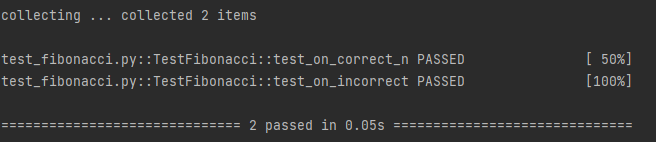 collecting ... collected 2 items
test_fibonacci.py::TestFibonacci::test_on_correct_n PASSED               [ 50%]
test_fibonacci.py::TestFibonacci::test_on_incorrect PASSED               [100%]
============================== 2 passed in 0.05s ==============================